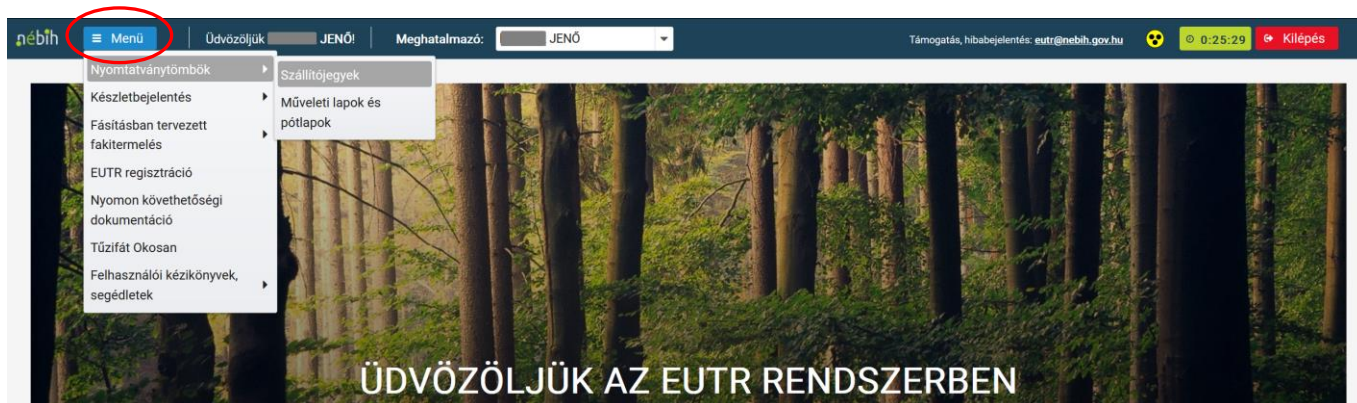 nébih
Menü
Üdvözöljük JENŐ!
Meghatalmazó:
JENŐ
Támogatás, hibabejelentés: eutr@nebih.gov.hu
0:25:29
Kilépés
Nyomtatványtömbök
Készletbejelentés
Fásításban tervezett
fakitermelés
EUTR regisztráció
Nyomon követhetőségi
dokumentáció
Tűzifát Okosan
Felhasználói kézikönyvek,
segédletek
Szállítójegyek
Műveleti lapok és
pótlapok
ÜDVÖZÖLJÜK AZ EUTR RENDSZERBEN